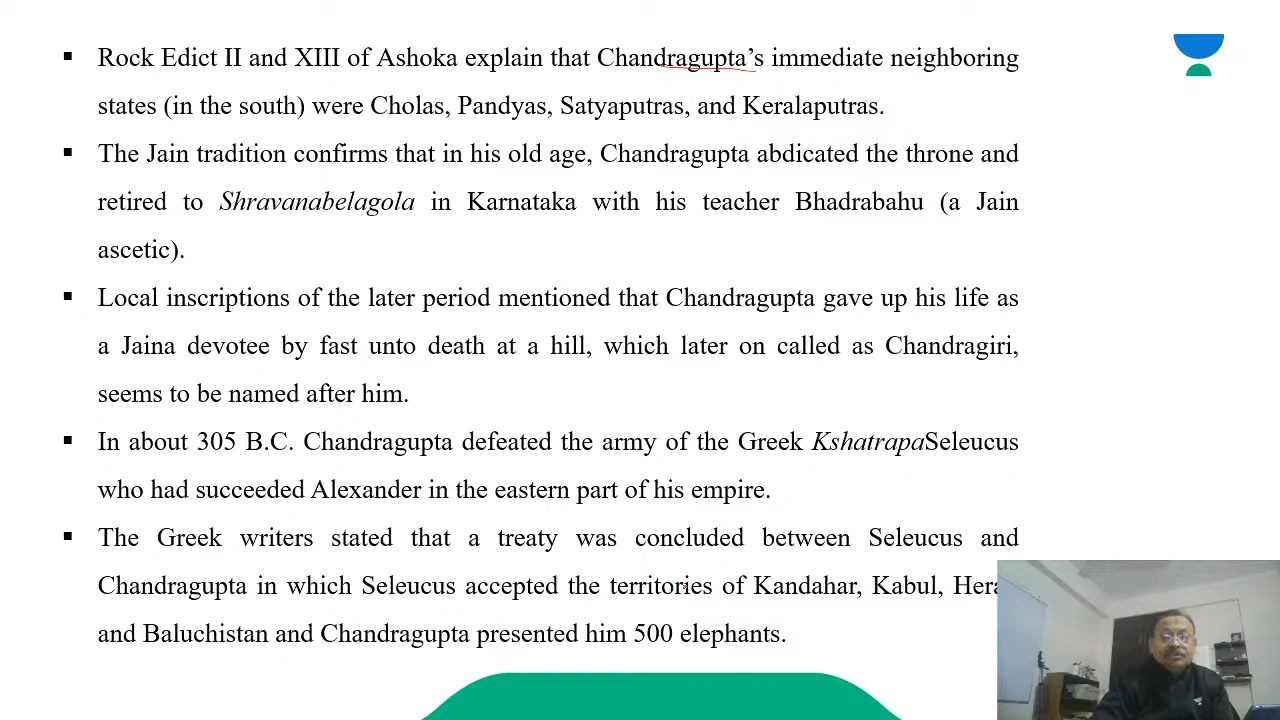 ▪ Rock Edict II and XIII of Ashoka explain that Chandragupta’s immediate neighboring
states (in the south) were Cholas, Pandyas, Satyaputras, and Keralaputras.
▪ The Jain tradition confirms that in his old age, Chandragupta abdicated the throne and
retired to Shravanabelagola in Karnataka with his teacher Bhadrabahu (a Jain
ascetic).
▪ Local inscriptions of the later period mentioned that Chandragupta gave up his life as
a Jaina devotee by fast unto death at a hill, which later on called as Chandragiri,
seems to be named after him.
▪ In about 305 B.C. Chandragupta defeated the army of the Greek KshatrapaSeleucus
who had succeeded Alexander in the eastern part of his empire.
▪ The Greek writers stated that a treaty was concluded between Seleucus and
Chandragupta in which Seleucus accepted the territories of Kandahar, Kabul,
and Baluchistan and Chandragupta presented him 500 elephants.